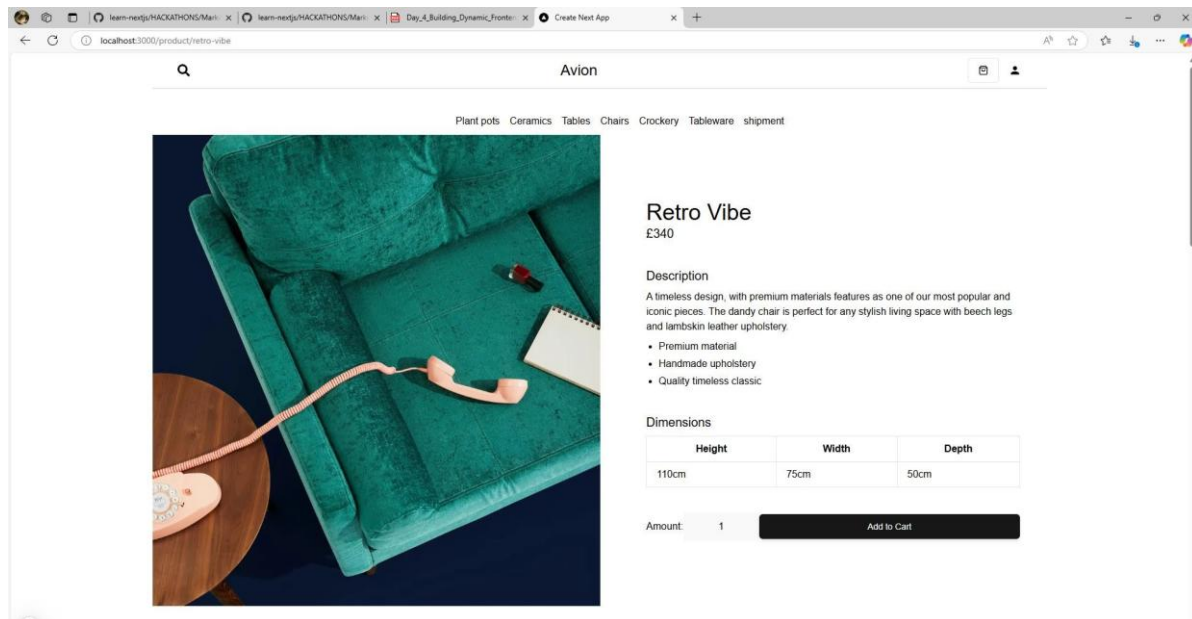 learn-nextjs/HACKATHONS/Mark
learn-nextjs/HACKATHONS/Mark
Day_4_Building_Dynamic_Fronten
Create Next App
localhost:3000/product/retro-vibe
Avion
Plant pots Ceramics Tables Chairs Crockery Tableware shipment
Retro Vibe
£340
Description
A timeless design, with premium materials features as one of our most popular and
iconic pieces. The dandy chair is perfect for any stylish living space with beech legs
and lambskin leather upholstery.
• Premium material
• Handmade upholstery
• Quality timeless classic
Dimensions
Height Width Depth
110cm 75cm 50cm
Amount: 1 Add to Cart